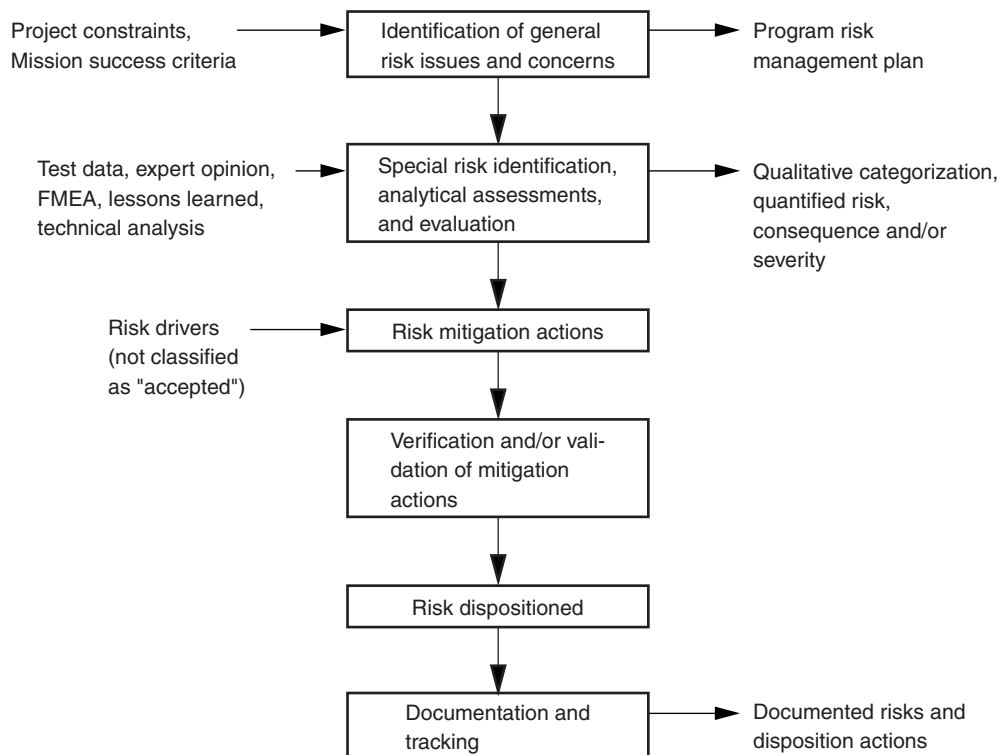 Project constraints,
Mission success criteria
Identification of general
risk issues and concerns
Program risk
management plan
Test data, expert opinion,
FMEA, lessons learned,
technical analysis
Special risk identification,
analytical assessments,
and evaluation
Qualitative categorization,
quantified risk,
consequence and/or
severity
Risk drivers
(not classified
as "accepted")
Risk mitigation actions
Verification and/or vali-
dation of mitigation
actions
Risk dispositioned
Documentation and
tracking
Documented risks and
disposition actions